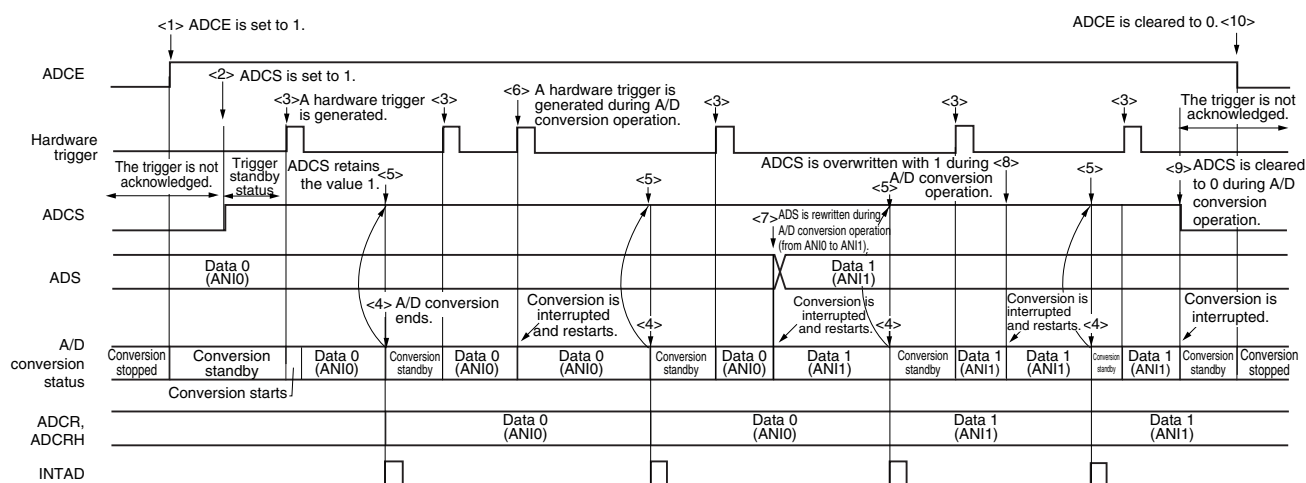 <1> ADCE is set to 1.
ADCE is cleared to 0. <10>
ADCE
<2> ADCS is set to 1.
<3> A hardware trigger
is generated.
<3>
<6> A hardware trigger is
generated during A/D
conversion operation.
<3>
<3>
<3>
The trigger is not
acknowledged.
Hardware
trigger
The trigger is not
acknowledged.
Trigger
standby
status
ADCS retains
the value 1.
<5>
<5>
ADCS is overwritten with 1 during <8>
A/D conversion
operation.
<5>
<5>
<9> ADCS is cleared
to 0 during A/D
conversion
operation.
ADCS
<7> ADS is rewritten during
A/D conversion operation
(from ANI0 to ANI1).
ADS
Data 0
(ANI0)
Data 1
(ANI1)
<4> A/D conversion
ends.
Conversion is
interrupted
and restarts.
<4>
Conversion is
interrupted
and restarts.
<4>
Conversion is
interrupted
and restarts.
<4>
Conversion is
interrupted.
A/D
conversion
status
Conversion
stopped
Conversion
standby
Data 0
(ANI0)
Conversion
standby
Data 0
(ANI0)
Data 0
(ANI0)
Conversion
standby
Data 0
(ANI0)
Data 1
(ANI1)
Conversion
standby
Data 1
(ANI1)
Data 1
(ANI1)
Conversion
standby
Data 1
(ANI1)
Conversion
standby
Conversion
stopped
Conversion starts
ADCR,
ADCRH
Data 0
(ANI0)
Data 0
(ANI0)
Data 1
(ANI1)
Data 1
(ANI1)
INTAD